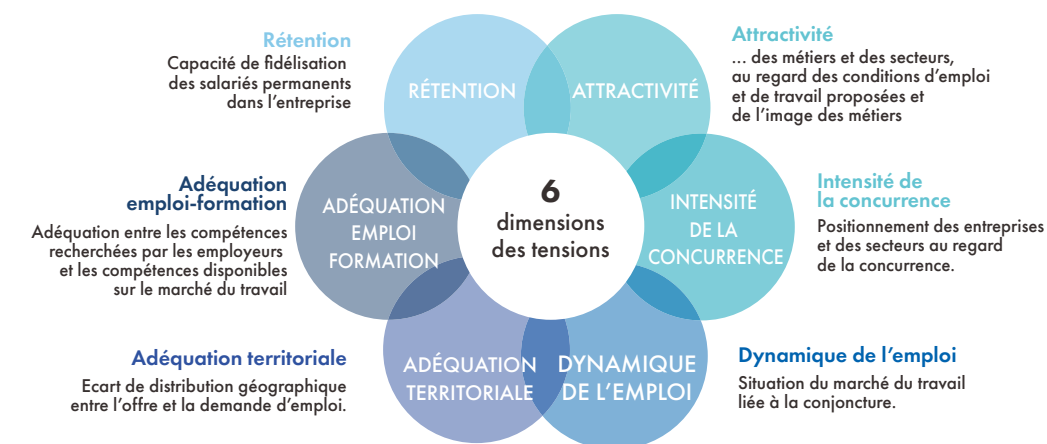 Rétention
Capacité de fidélisation
des salariés permanents
dans l'entreprise
Attractivité
... des métiers et des secteurs,
au regard des conditions d'emploi
et de travail proposées et
de l'image des métiers
RÉTENTION
ATTRACTIVITÉ
Adéquation
emploi-formation
Adéquation entre les compétences
recherchées par les employeurs
et les compétences disponibles
sur le marché du travail
ADÉQUATION
EMPLOI
FORMATION
6
dimensions
des tensions
INTENSITÉ
DE LA
CONCURRENCE
Intensité de
la concurrence
Positionnement des entreprises
et des secteurs au regard
de la concurrence.
Adéquation territoriale
Ecart de distribution géographique
entre l'offre et la demande d'emploi.
ADÉQUATION
TERRITORIALE
DYNAMIQUE
DE L'EMPLOI
Dynamique de l'emploi
Situation du marché du travail
liée à la conjoncture.